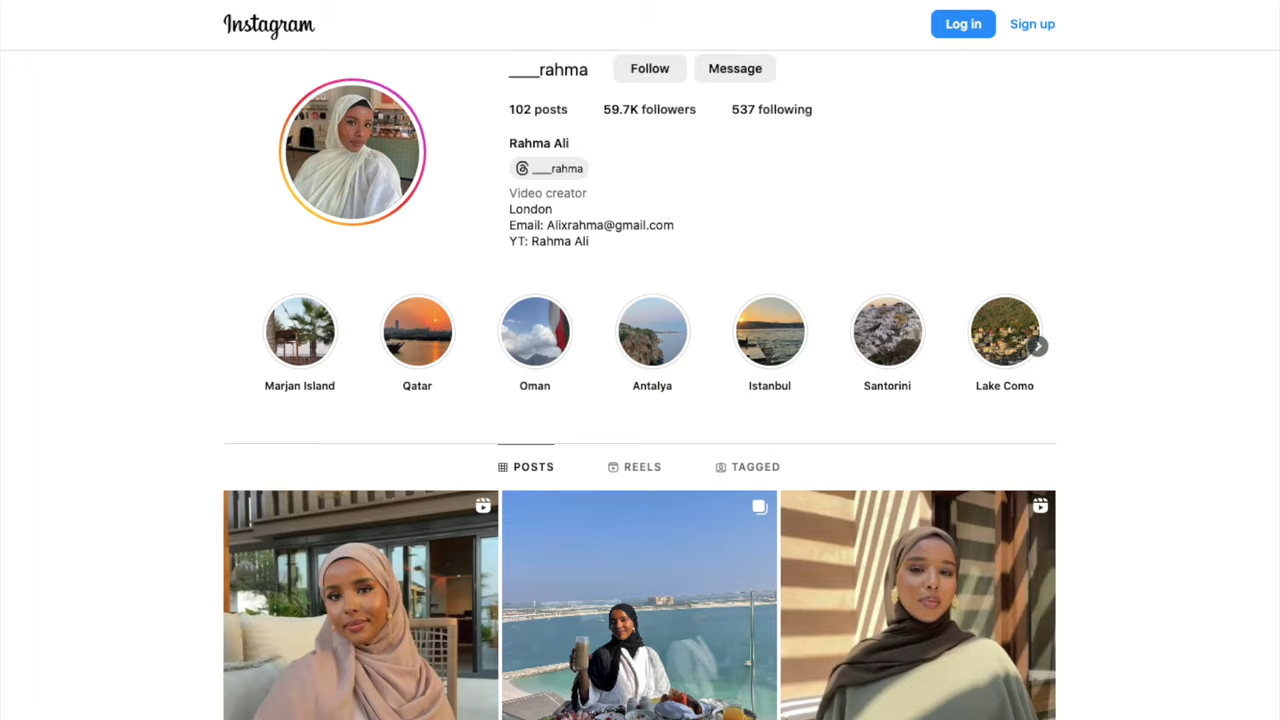 Instagram
Log in
Sign up
____rahma
Follow
Message
102 posts
59.7K followers
537 following
Rahma Ali
____rahma
Video creator
London
Email: Alixrahma@gmail.com
YT: Rahma Ali
Marjan Island
Qatar
Oman
Antalya
Istanbul
Santorini
Lake Como
POSTS
REELS
TAGGED